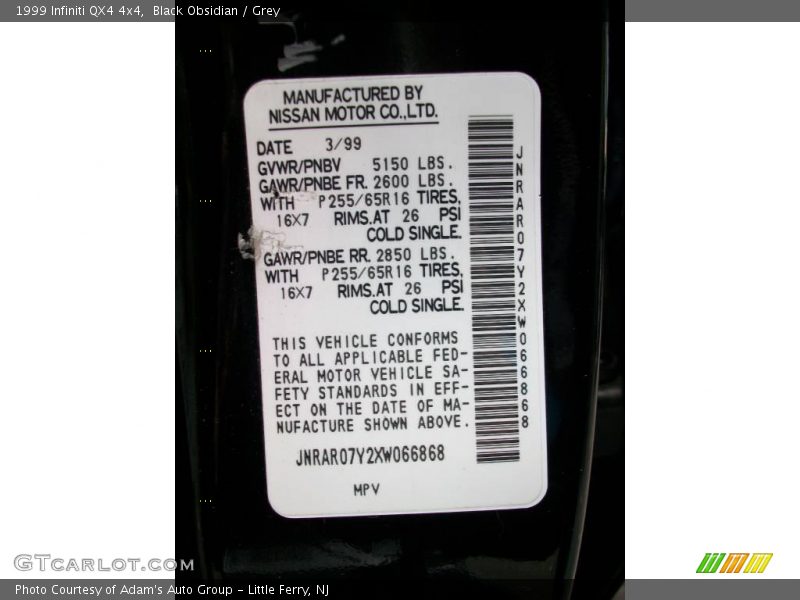 1999 Infiniti QX4 4x4,  Black Obsidian / Grey
MANUFACTURED BY
NISSAN MOTOR CO.,LTD.
DATE 3/99
GVWR/PNBV 5150 LBS.
GAWR/PNBE FR. 2600 LBS.
WITH P255/65R16 TIRES,
16X7 RIMS.AT 26 PSI
COLD SINGLE.
GAWR/PNBE RR. 2850 LBS.
WITH P255/65R16 TIRES,
16X7 RIMS.AT 26 PSI
COLD SINGLE.
THIS VEHICLE CONFORMS
TO ALL APPLICABLE FED-
ERAL MOTOR VEHICLE SA-
FETY STANDARDS IN EFF-
ECT ON THE DATE OF MA-
NUFACTURE SHOWN ABOVE.
JNRAR07Y2XW066868
MPV
JNRAR07Y2XW066868
GTCarLot.com
Photo Courtesy of Adam's Auto Group - Little Ferry, NJ